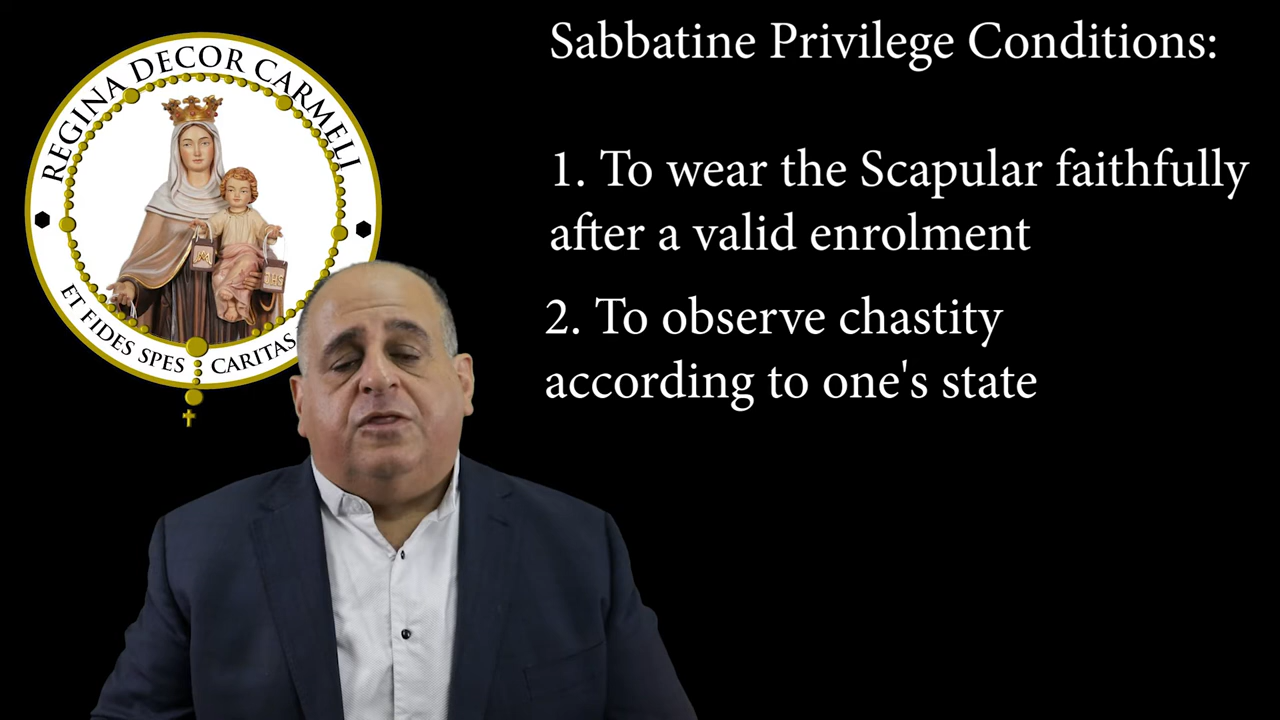 REGINA DECOR CARMELI
ET FIDES SPES CARITAS
Sabbatine Privilege Conditions:
1. To wear the Scapular faithfully
after a valid enrolment
2. To observe chastity
according to one's state